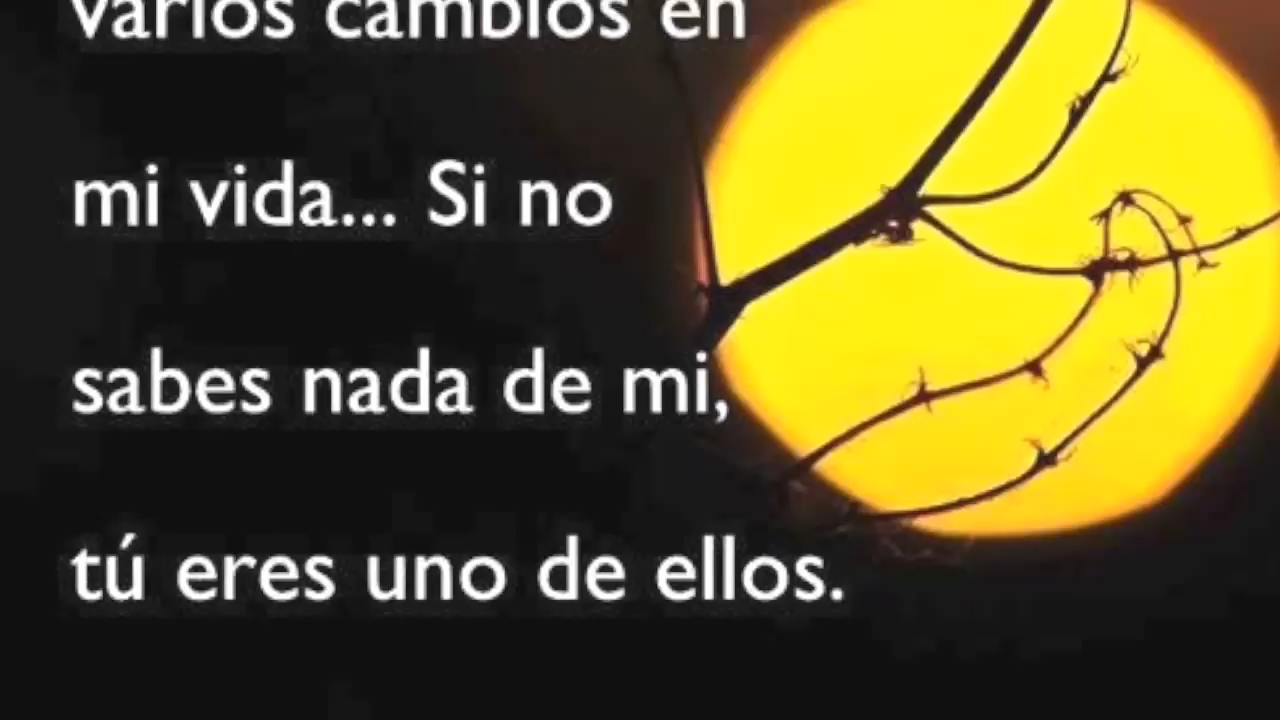 varios cambios en
mi vida... Si no
sabes nada de mi,
tú eres uno de ellos.